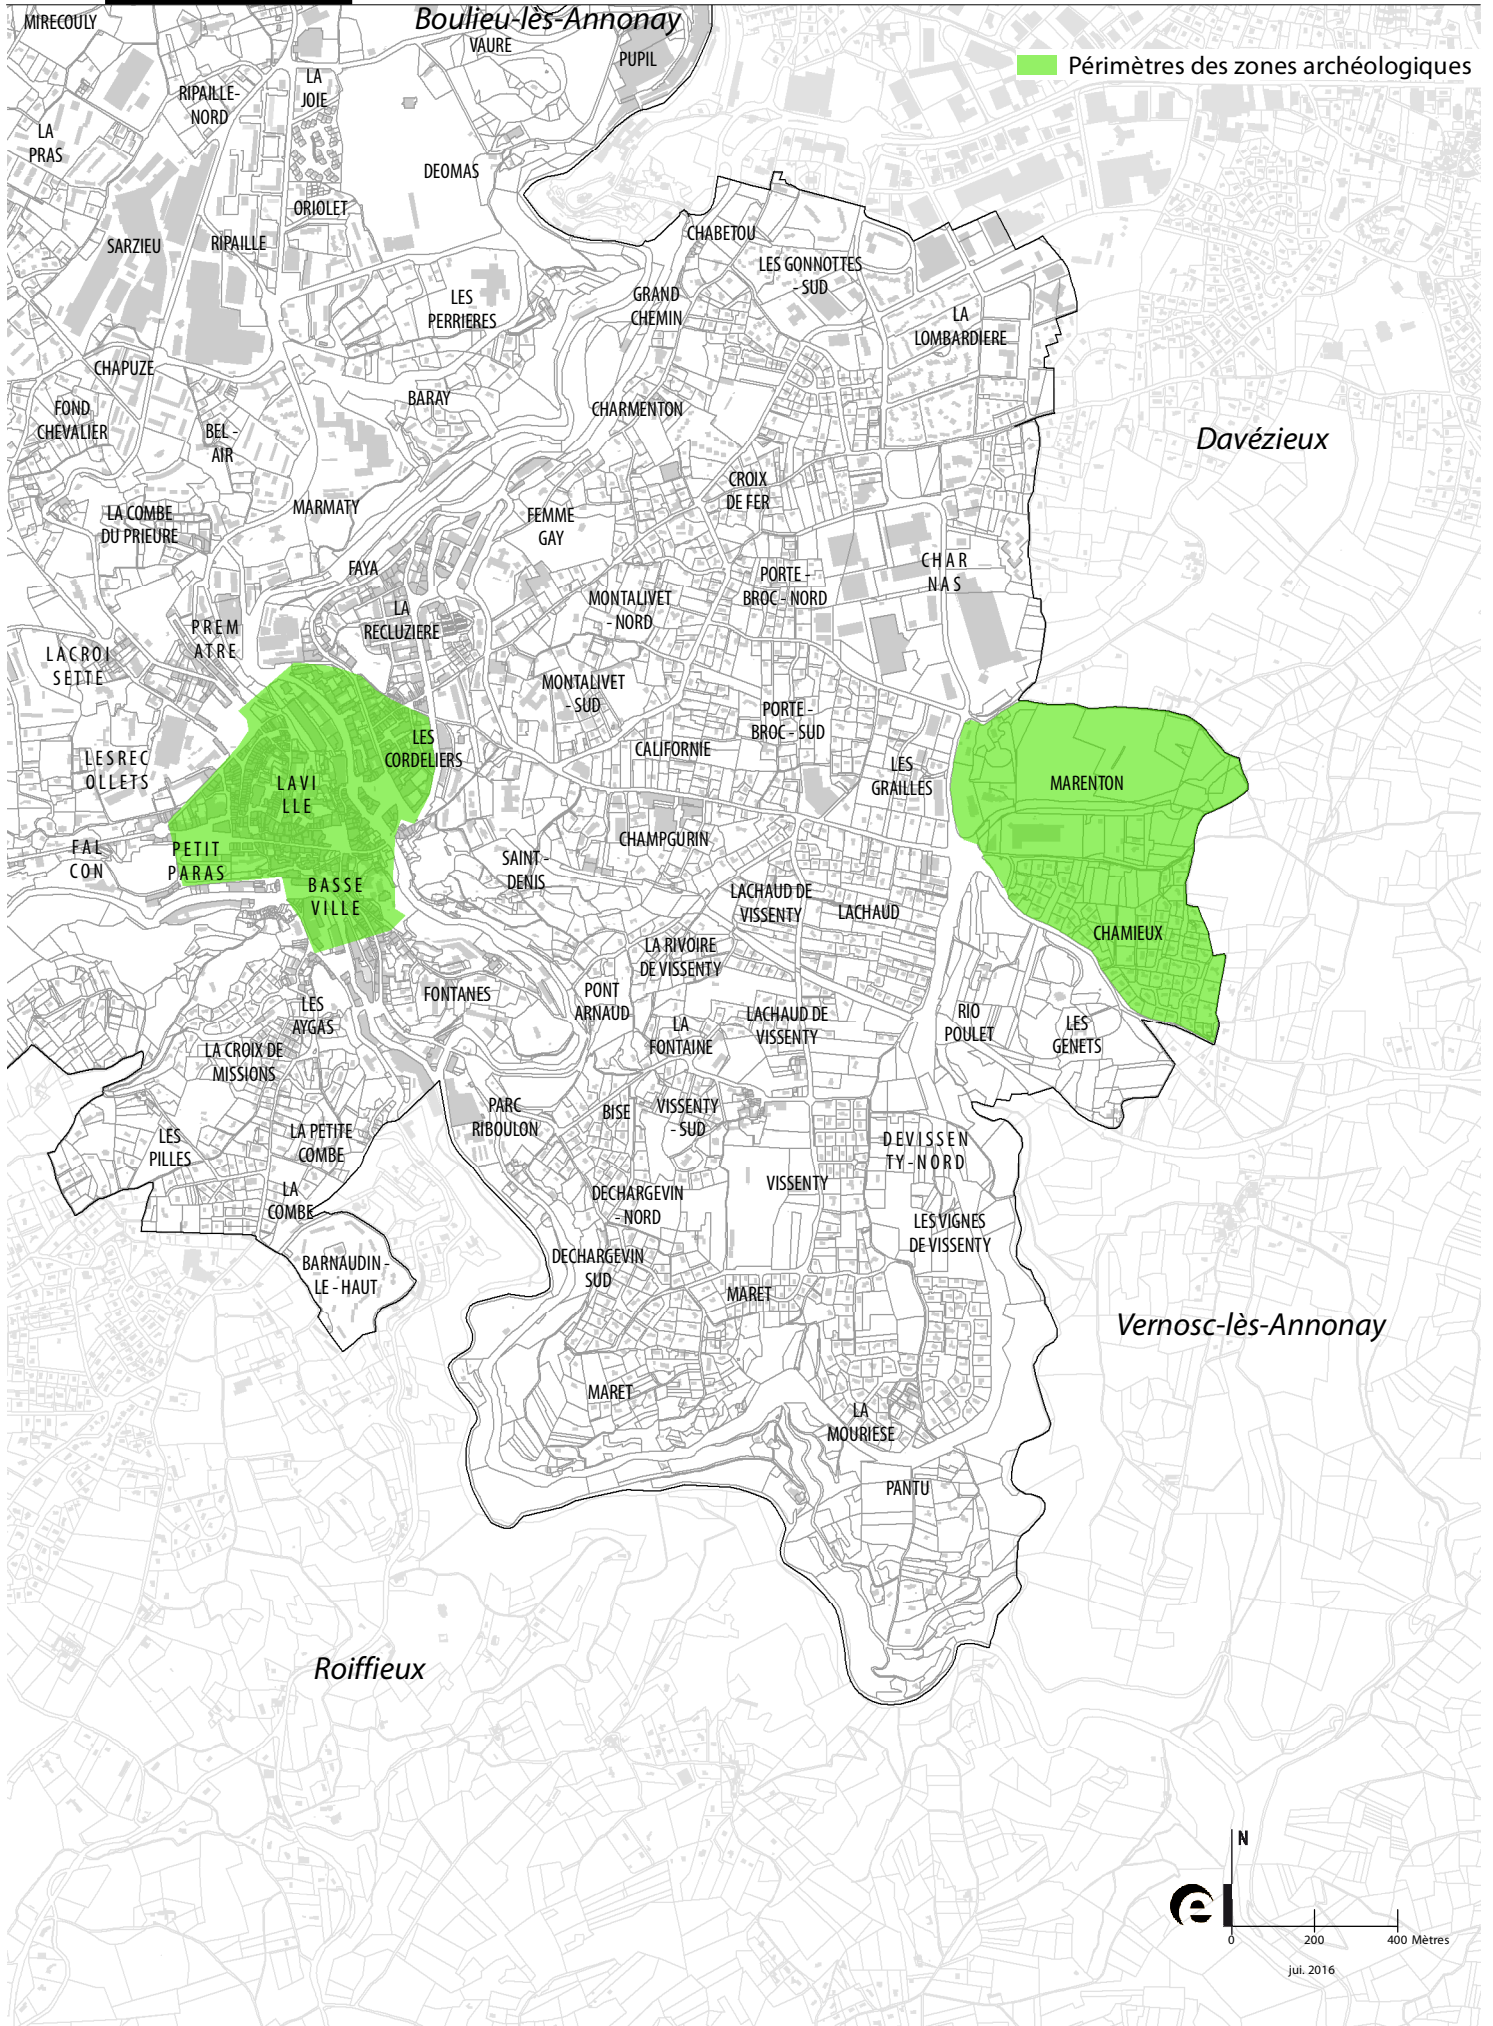 Boulieu-lès-Annonay
MIRECOULY
VAURE
PUPIL
Périmètres des zones archéologiques
LA
JOIE
RIPAILLE-
NORD
LA
PRAS
DEOMAS
ORIOLET
SARZIEU
RIPAILLE
CHABETOU
LES GONNOTTES
- SUD
LES
PERRIERES
GRAND
CHEMIN
LA
LOMBARDIERE
CHAPUZE
BARAY
CHARMENTON
FOND
CHEVALIER
BEL -
AIR
Davézieux
CROIX
DE FER
MARMATY
LA COMBE
DU PRIEURE
FEMME
GAY
FAYA
CHAR
NAS
PORTE -
BROC - NORD
MONTALIVET
- NORD
LA
RECLUZIERE
PREM
ATRE
LACROI
SETTE
MONTALIVET
- SUD
PORTE -
BROC - SUD
LES
CORDELIERS
CALIFORNIE
LESREC
OLLETS
LES
GRAILLES
LAVI
LLE
MARENTON
CHAMPGURIN
FAL
CON
PETIT
PARAS
SAINT -
DENIS
BASSE
VILLE
LACHAUD DE
VISSENTY
LACHAUD
CHAMIEUX
LA RIVOIRE
DE VISSENTY
FONTANES
PONT
ARNAUD
LES
AYGAS
LA
FONTAINE
LACHAUD DE
VISSENTY
RIO
POULET
LES
GENETS
LA CROIX DE
MISSIONS
PARC
RIBOULON
BISE
VISSENTY
- SUD
LES
PILLES
LA PETITE
COMBE
DEVISSEN
TY-NORD
VISSENTY
LA
COMBE
DECHARGEVIN
- NORD
LES VIGNES
DE VISSENTY
BARNAUDIN -
LE - HAUT
DECHARGEVIN
SUD
MARET
Vernosc-lès-Annonay
MARET
LA
MOURIESE
PANTU
Roiffieux
N
e
0 200 400 Mètres
jui. 2016